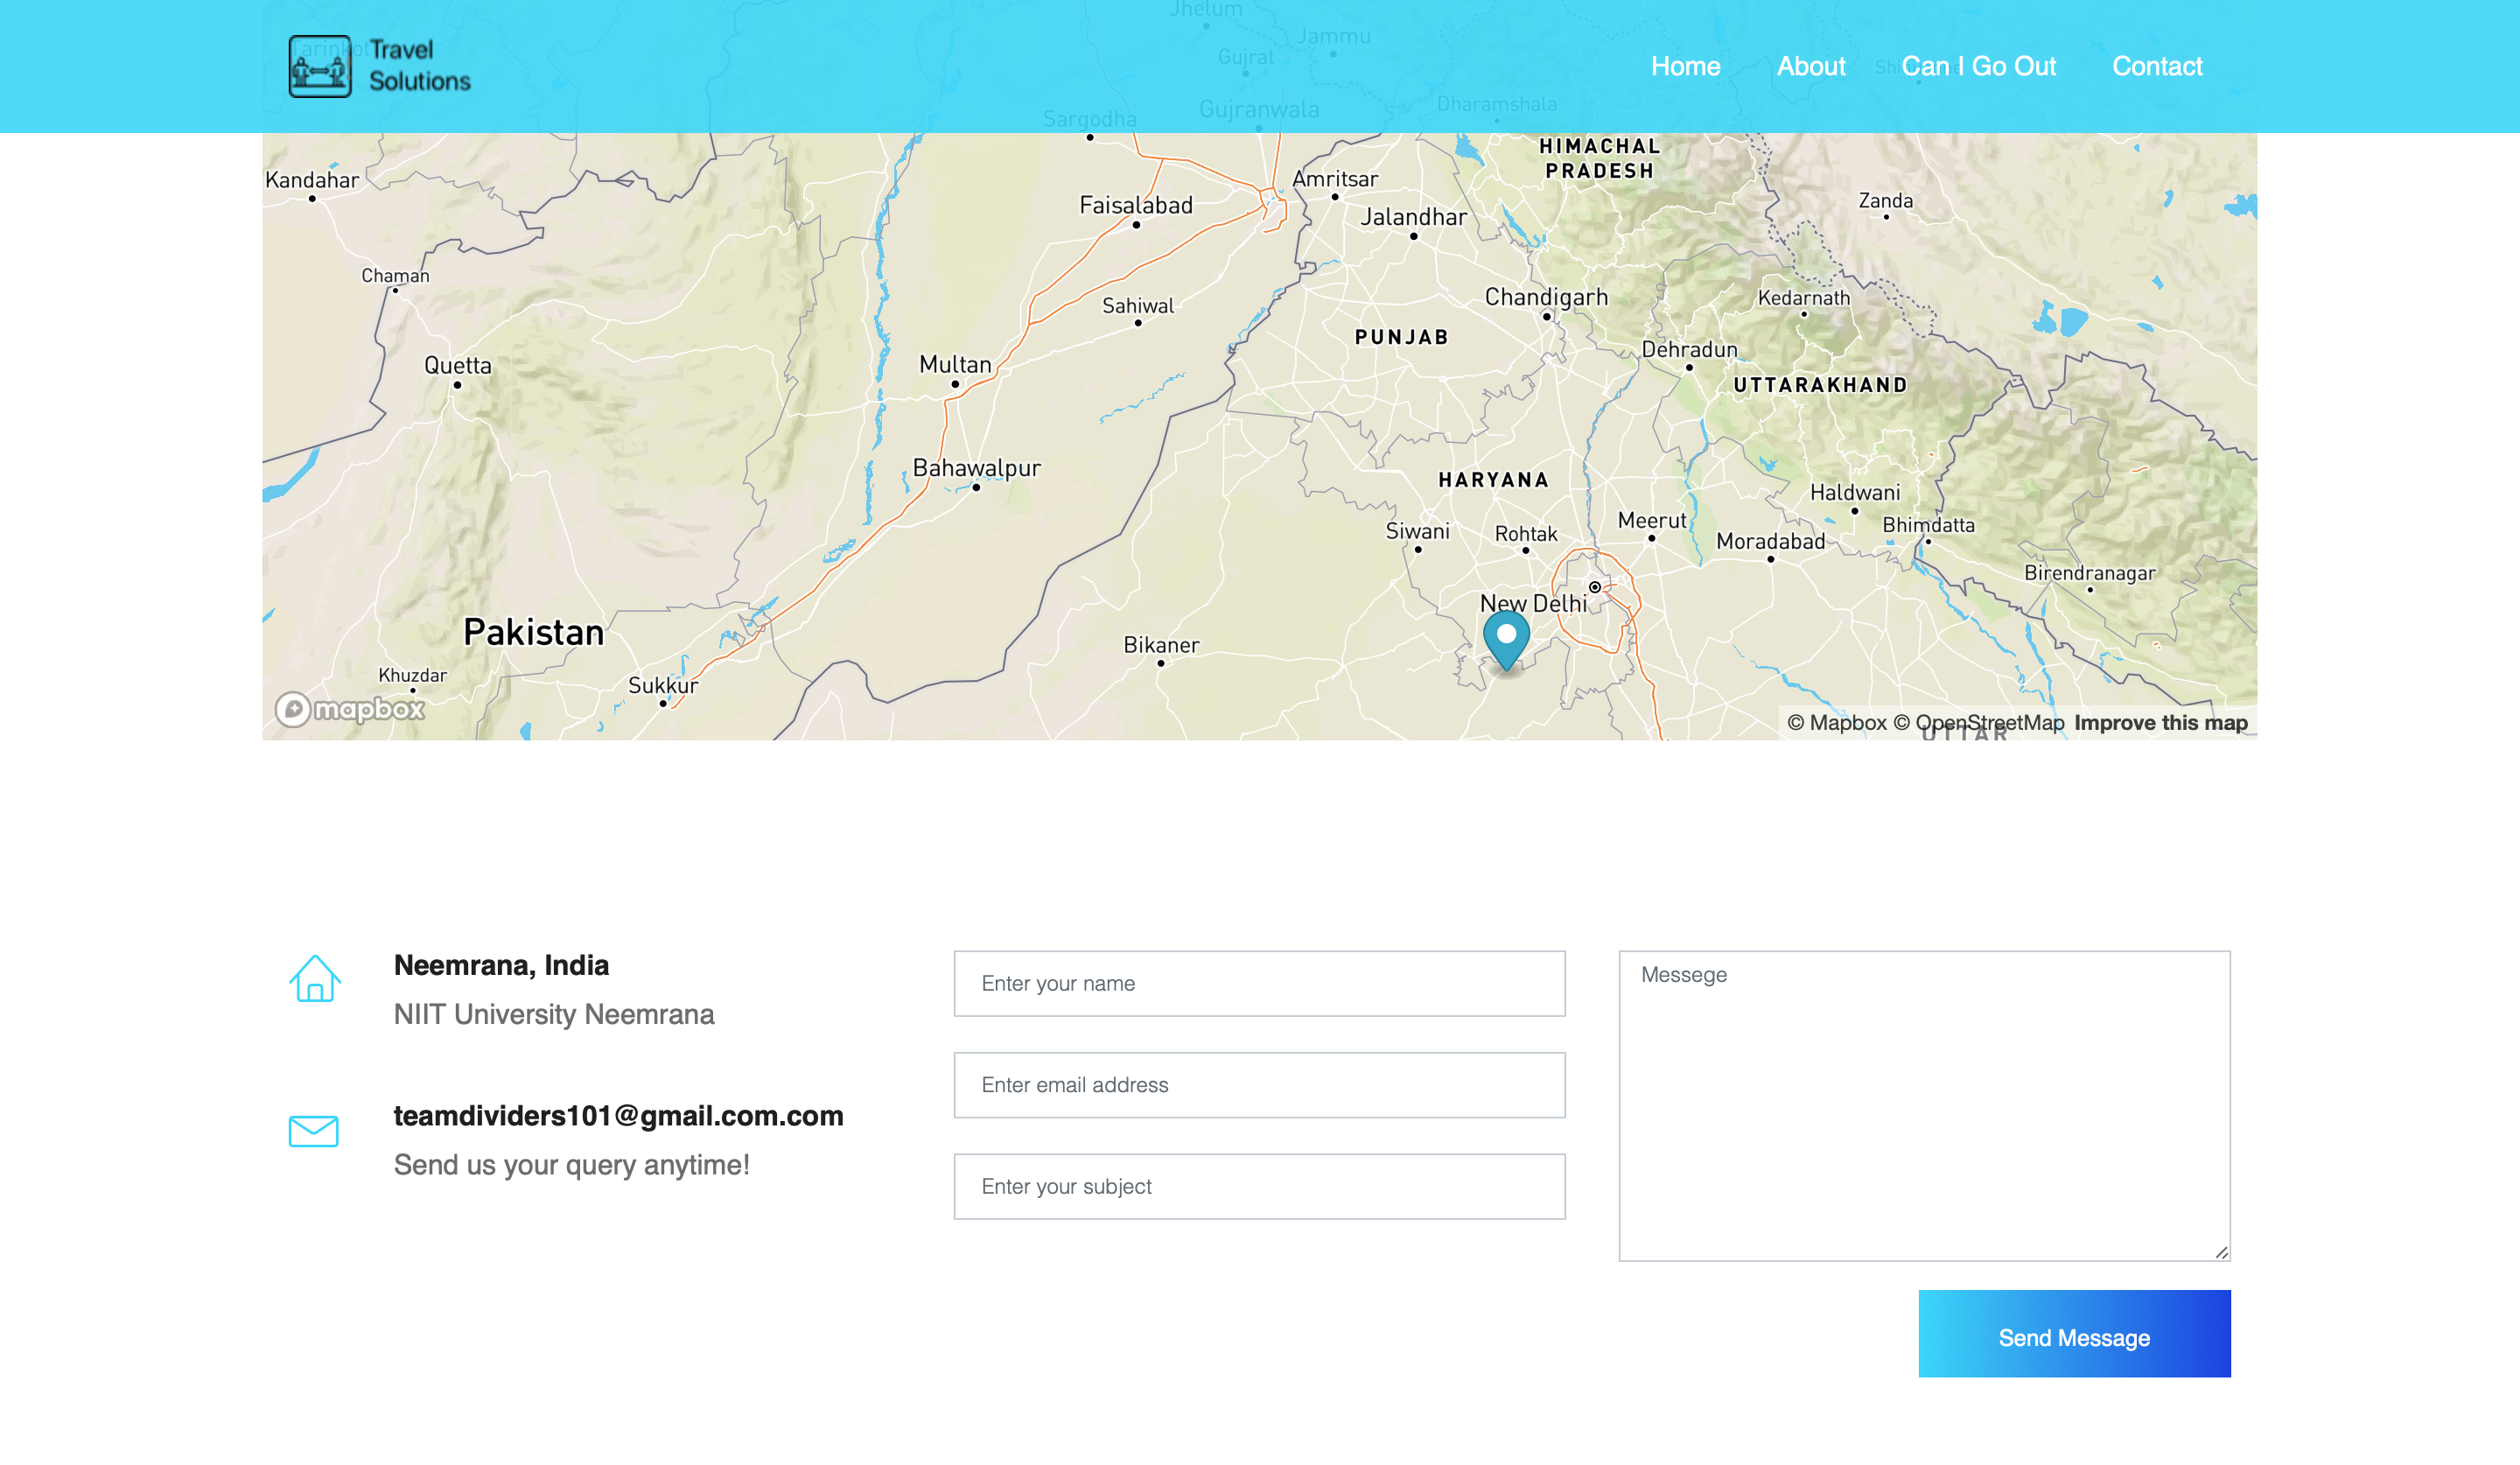 Travel
Solutions
Home
About
Can I Go Out
Contact
Tarinkot
Jhelum
Jammu
Gujrat
Gujranwala
Dharamshala
Sargodha
HIMACHAL
PRADESH
Kandahar
Amritsar
Zanda
Faisalabad
Jalandhar
Chaman
Chandigarh
Kedarnath
Sahiwal
PUNJAB
Dehradun
Quetta
Multan
UTTARAKHAND
Bahawalpur
HARYANA
Haldwani
Siwani
Rohtak
Meerut
Bhimdatta
Moradabad
Birendranagar
New Delhi
Pakistan
Bikaner
Khuzdar
Sukkur
mapbox
© Mapbox © OpenStreetMap Improve this map
UTTAR
Neemrana, India
NIIT University Neemrana
teamdividers101@gmail.com.com
Send us your query anytime!
Enter your name
Enter email address
Enter your subject
Messege
Send Message